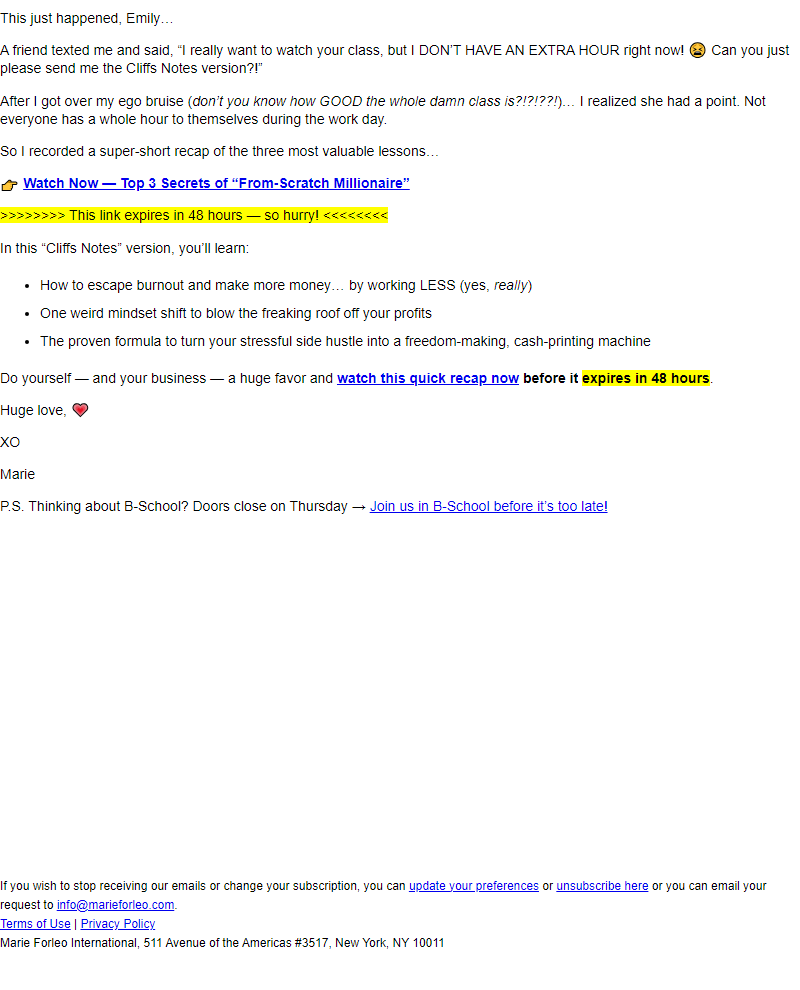 This just happened, Emily…
A friend texted me and said, “I really want to watch your class, but I DON’T HAVE AN EXTRA HOUR right now! 😫 Can you just
please send me the Cliffs Notes version?!”
After I got over my ego bruise (don’t you know how GOOD the whole damn class is?!?!??!)… I realized she had a point. Not
everyone has a whole hour to themselves during the work day.
So I recorded a super-short recap of the three most valuable lessons…
👉 Watch Now — Top 3 Secrets of “From-Scratch Millionaire”
>>>>>>>> This link expires in 48 hours — so hurry! <<<<<<<<
In this “Cliffs Notes” version, you’ll learn:
• How to escape burnout and make more money… by working LESS (yes, really)
• One weird mindset shift to blow the freaking roof off your profits
• The proven formula to turn your stressful side hustle into a freedom-making, cash-printing machine
Do yourself — and your business — a huge favor and watch this quick recap now before it expires in 48 hours.
Huge love, 💗
XO
Marie
P.S. Thinking about B-School? Doors close on Thursday → Join us in B-School before it’s too late!
If you wish to stop receiving our emails or change your subscription, you can update your preferences or unsubscribe here or you can email your
request to info@marieforleo.com.
Terms of Use | Privacy Policy
Marie Forleo International, 511 Avenue of the Americas #3517, New York, NY 10011